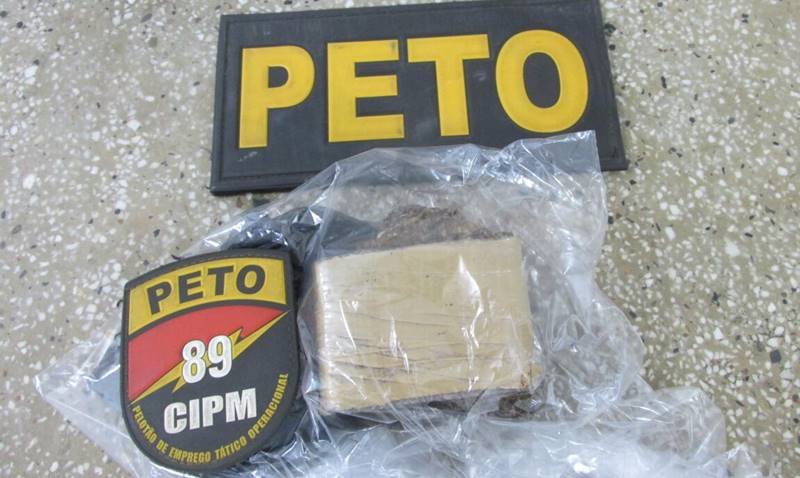 PETO
PETO
89
CIPM
PELOTÃO DE EMPREGO TÁTICO OPERACIONAL